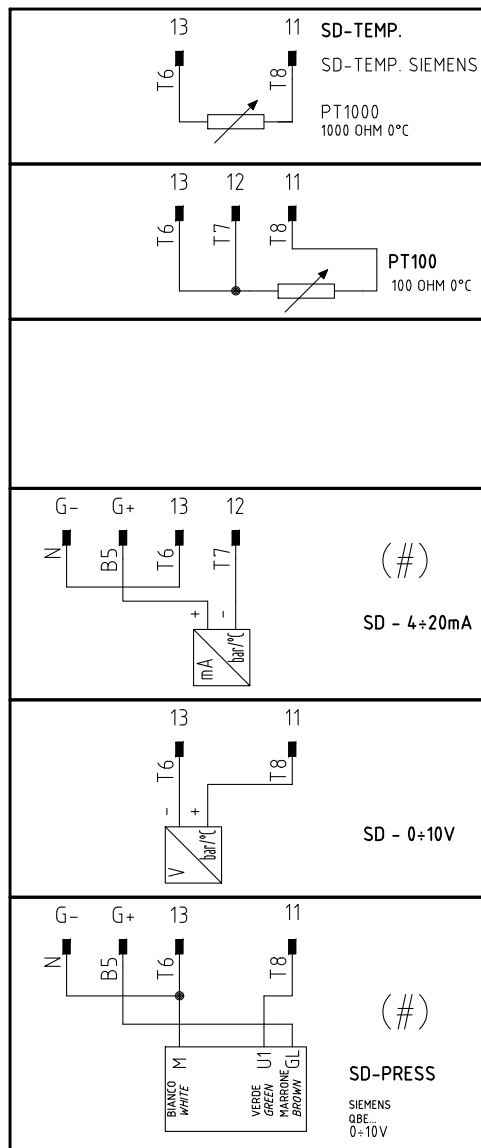 13 11 SD-TEMP.
T6 T8 SD-TEMP. SIEMENS
PT1000
1000 OHM 0°C
13 12 11
T6 T7 T8
PT100
100 OHM 0°C
G- G+ 13 12
N B5 T6 T7
(#)
+ -
SD - 4÷20mA
mA bar/°C
13 11
T6 T8
- +
SD - 0÷10V
V bar/°C
G- G+ 13 11
N B5 T6 T8
(#)
M U1 GL
BIANCO
WHITE
VERDE
GREEN
MARRONE
BROWN
SD-PRESS
SIEMENS
QBE...
0÷10V